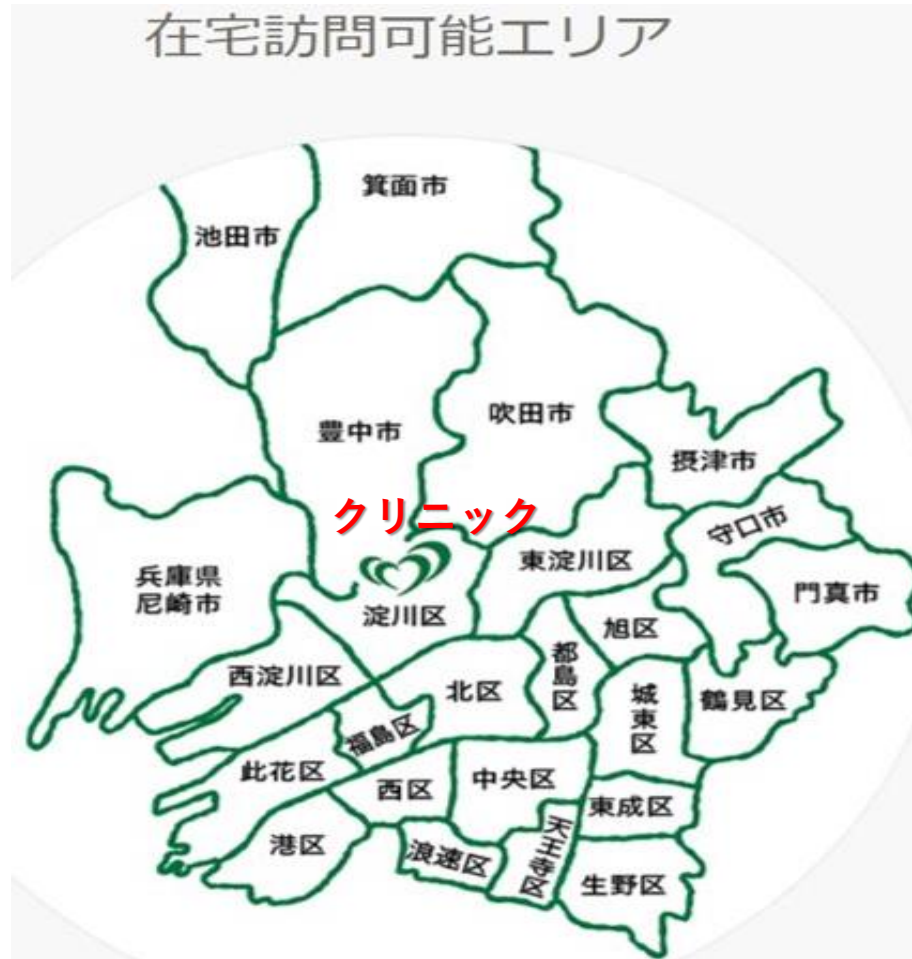 在宅訪問可能エリア
箕面市
池田市
豊中市
吹田市
摂津市
クリニック
守口市
東淀川区
兵庫県
尼崎市
門真市
淀川区
旭区
西淀川区
都島区
北区
城東区
鶴見区
福島区
此花区
西区
中央区
東成区
港区
浪速区
天王寺区
生野区